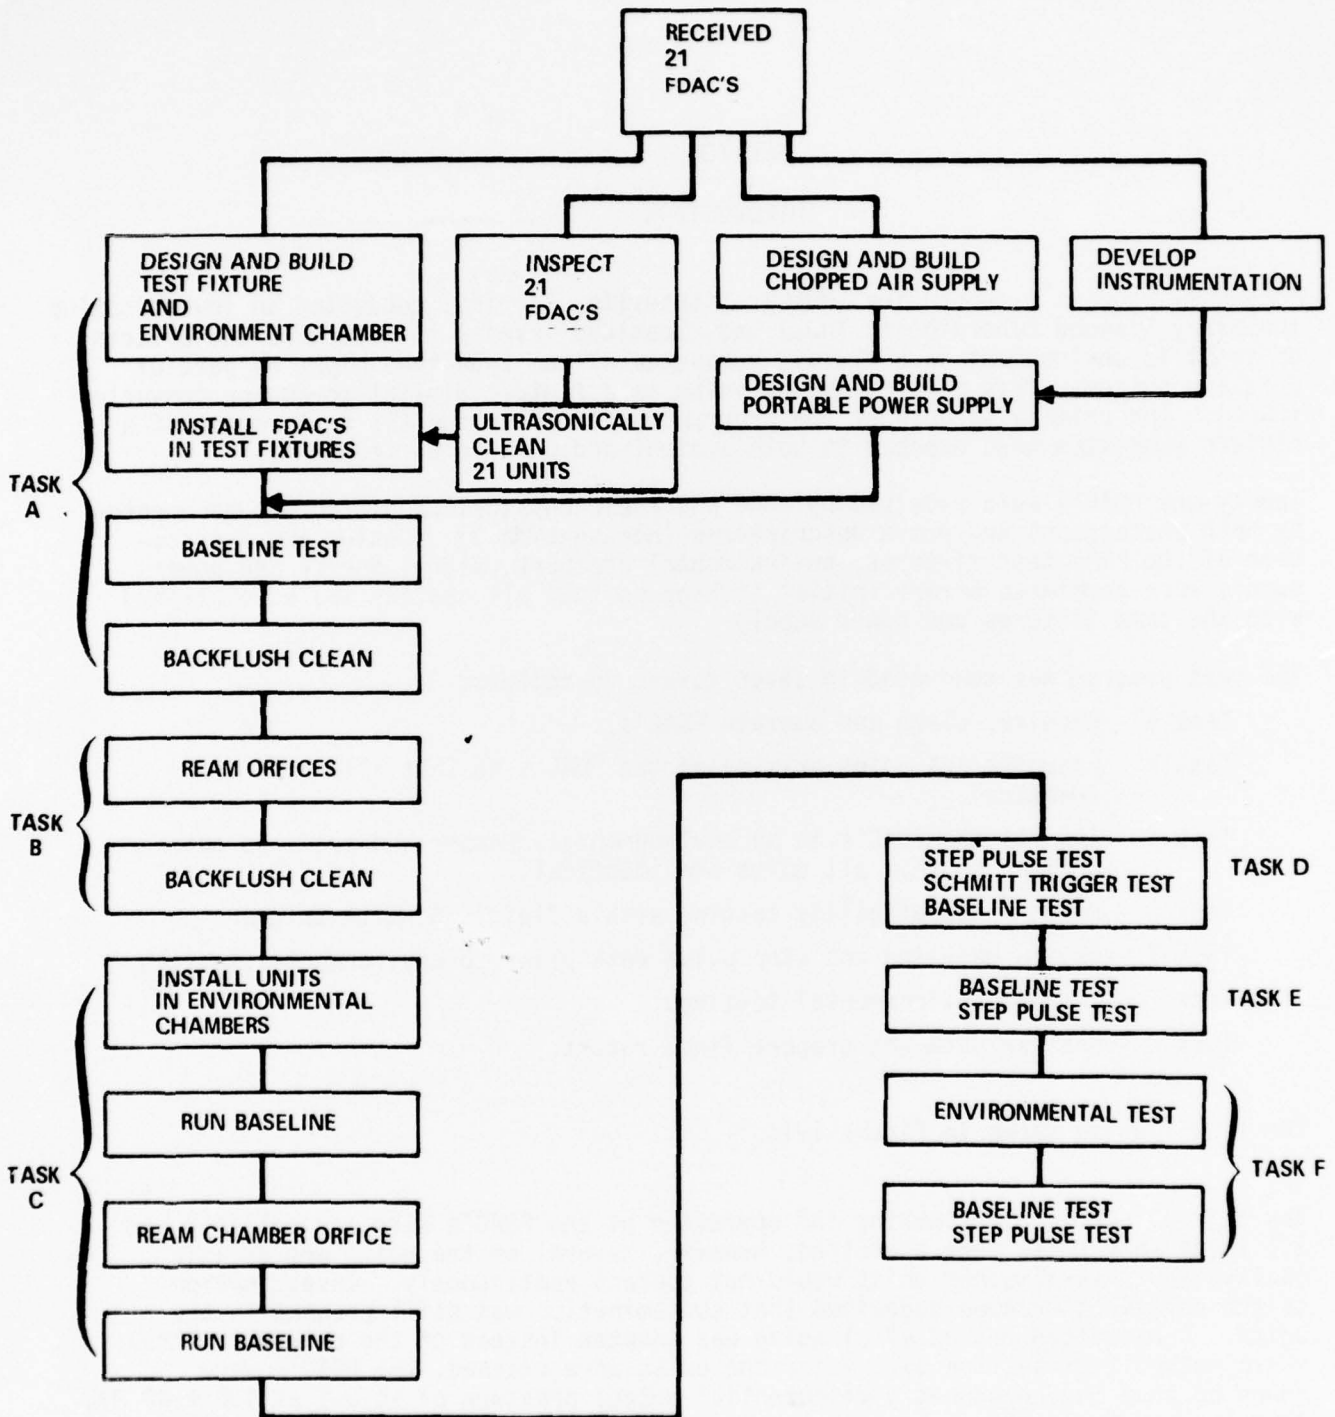 RECEIVED
21
FDAC'S
DESIGN AND BUILD
TEST FIXTURE
AND
ENVIRONMENT CHAMBER
INSPECT
21
FDAC'S
DESIGN AND BUILD
CHOPPED AIR SUPPLY
DEVELOP
INSTRUMENTATION
DESIGN AND BUILD
PORTABLE POWER SUPPLY
INSTALL FDAC'S
IN TEST FIXTURES
ULTRASONICALLY
CLEAN
21 UNITS
TASK
A
BASELINE TEST
BACKFLUSH CLEAN
TASK
B
REAM ORFICES
BACKFLUSH CLEAN
TASK
C
INSTALL UNITS
IN ENVIRONMENTAL
CHAMBERS
RUN BASELINE
REAM CHAMBER ORFICE
RUN BASELINE
STEP PULSE TEST
SCHMITT TRIGGER TEST
BASELINE TEST
TASK D
BASELINE TEST
STEP PULSE TEST
TASK E
ENVIRONMENTAL TEST
TASK F
BASELINE TEST
STEP PULSE TEST